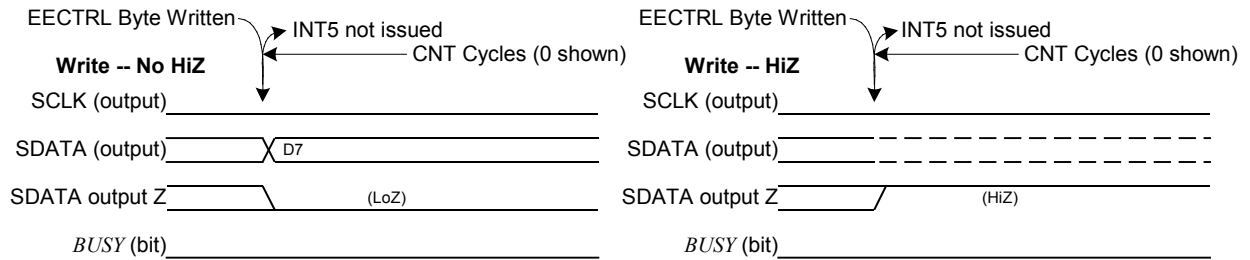 EECTRL Byte Written
INT5 not issued
CNT Cycles (0 shown)
Write -- No HiZ
SCLK (output)
SDATA (output)
D7
SDATA output Z
(LoZ)
BUSY (bit)
EECTRL Byte Written
INT5 not issued
CNT Cycles (0 shown)
Write -- HiZ
SCLK (output)
SDATA (output)
SDATA output Z
(HiZ)
BUSY (bit)